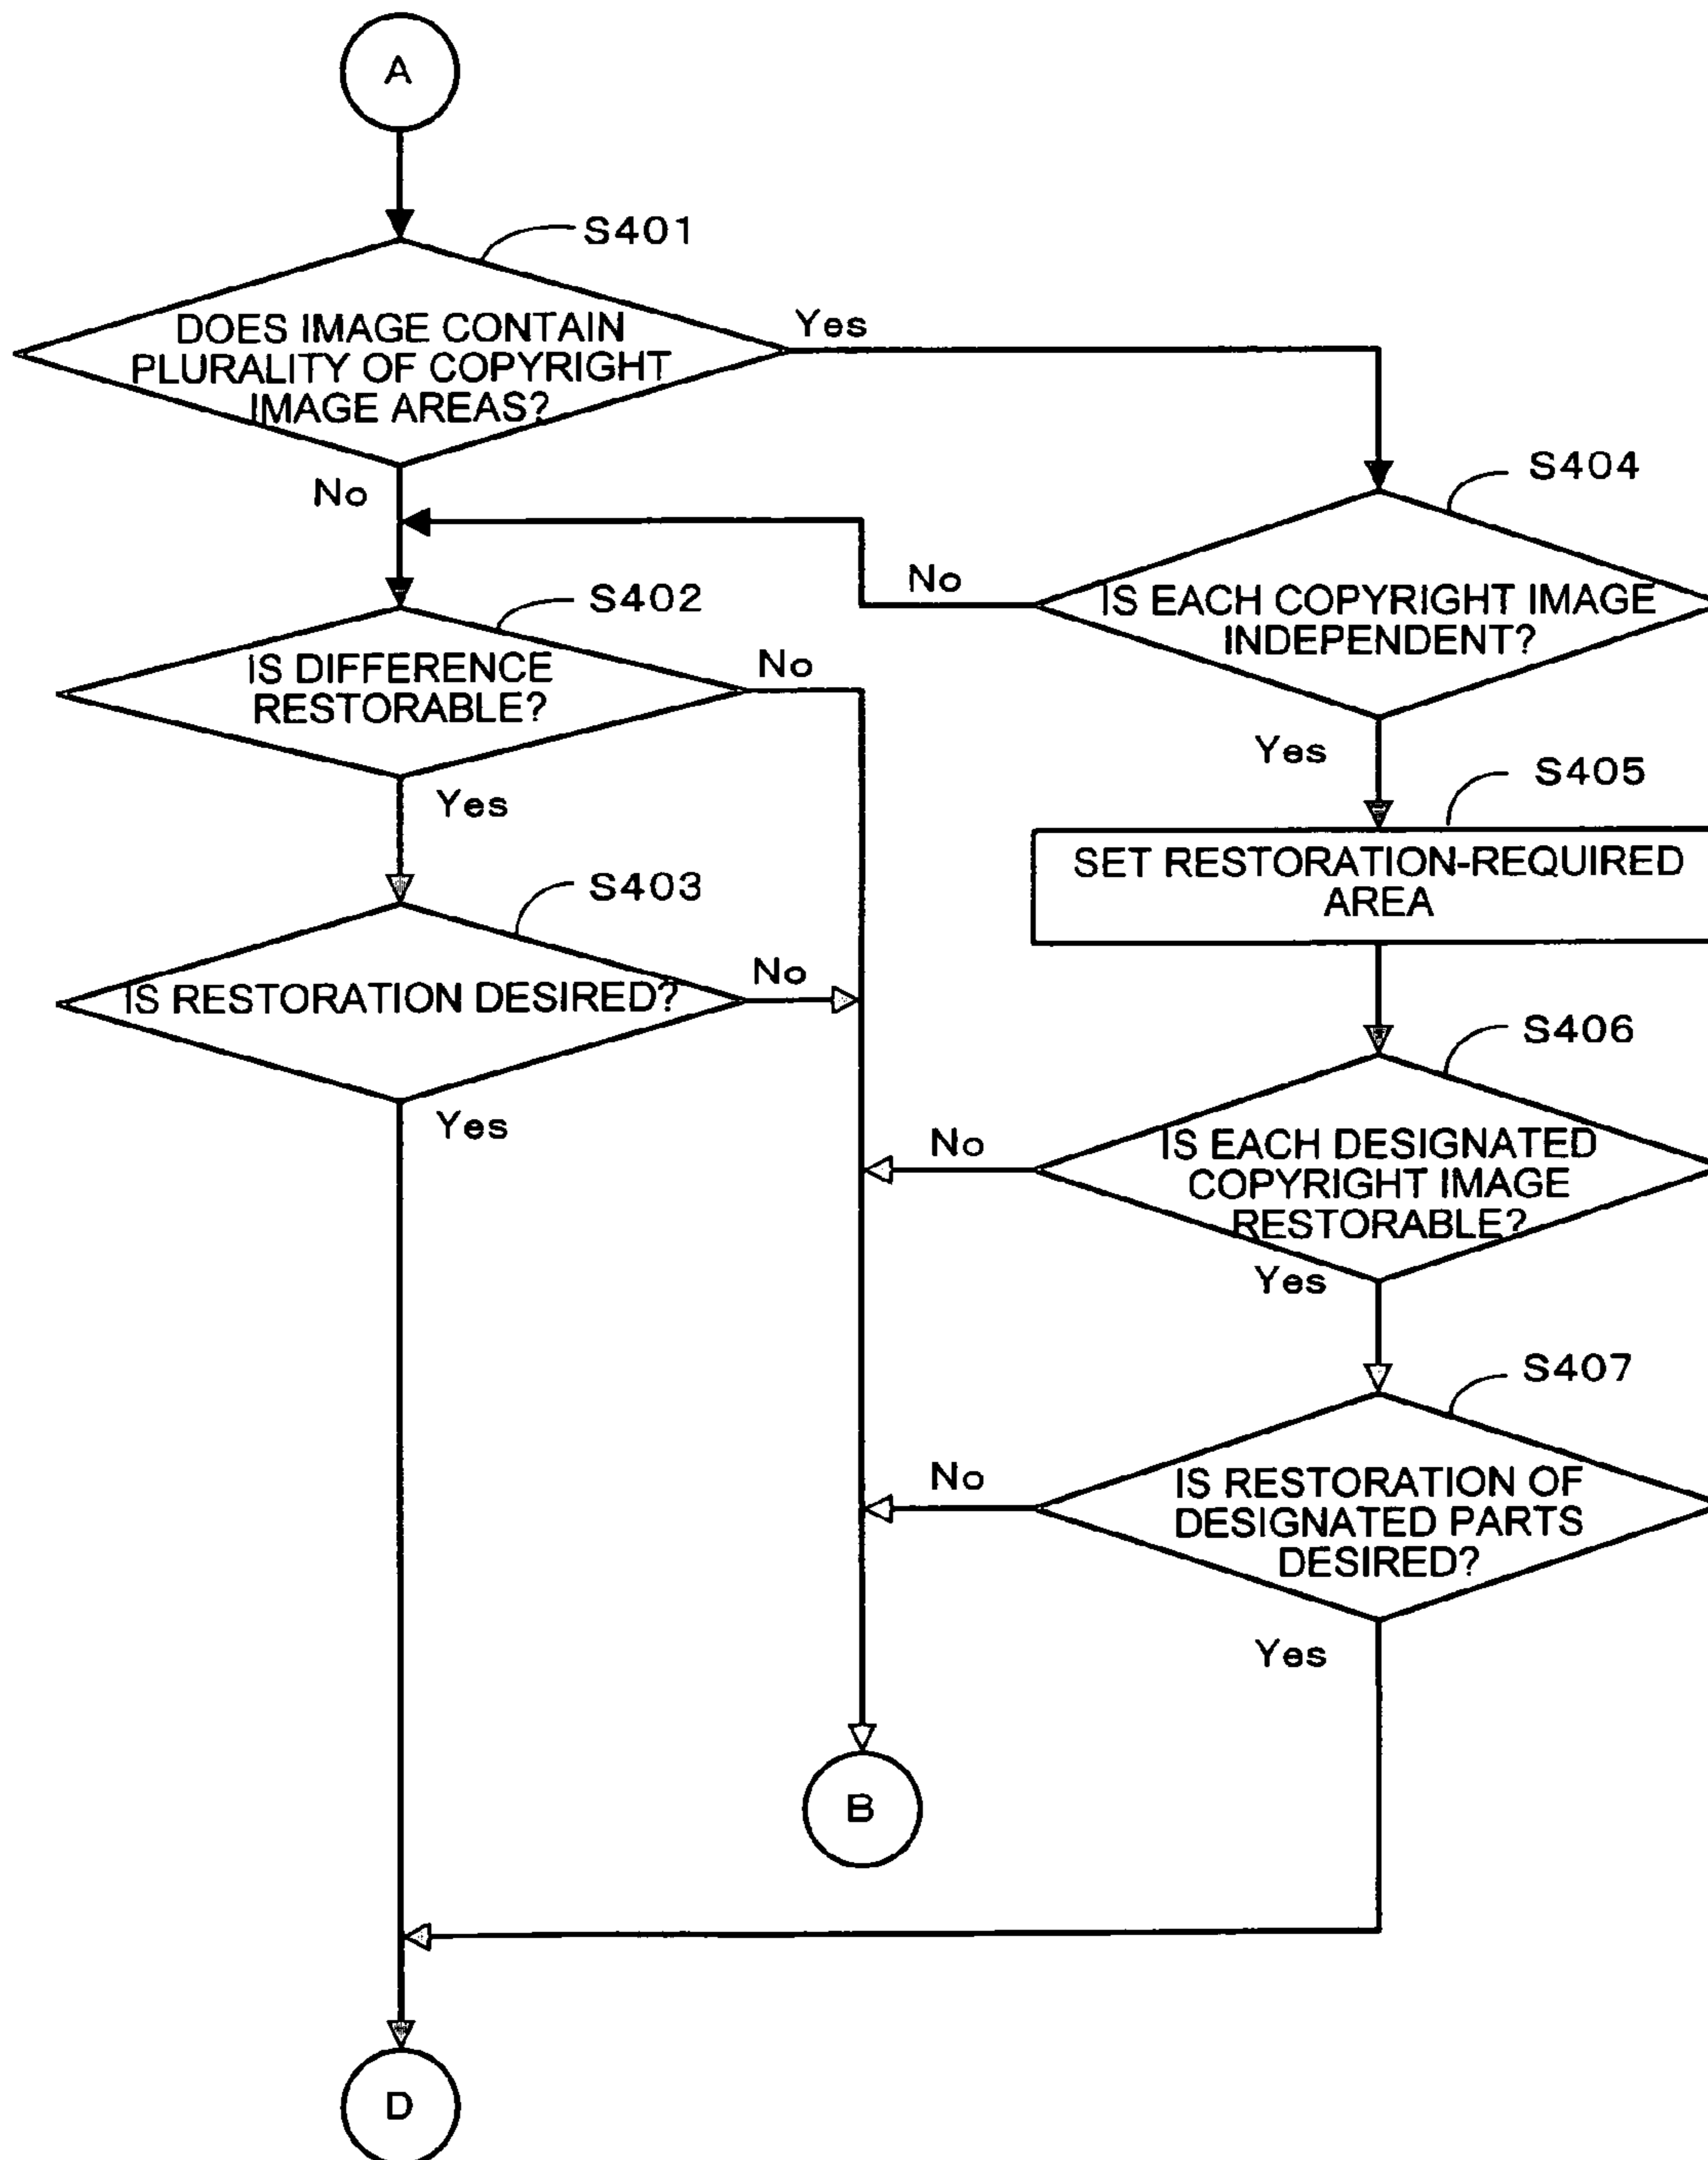 A
S401
DOES IMAGE CONTAIN
PLURALITY OF COPYRIGHT
IMAGE AREAS?
Yes
No
S404
IS EACH COPYRIGHT IMAGE
INDEPENDENT?
No
Yes
S402
IS DIFFERENCE
RESTORABLE?
No
Yes
S405
SET RESTORATION-REQUIRED
AREA
S403
IS RESTORATION DESIRED?
No
Yes
S406
IS EACH DESIGNATED
COPYRIGHT IMAGE
RESTORABLE?
No
Yes
S407
IS RESTORATION OF
DESIGNATED PARTS
DESIRED?
No
Yes
B
D